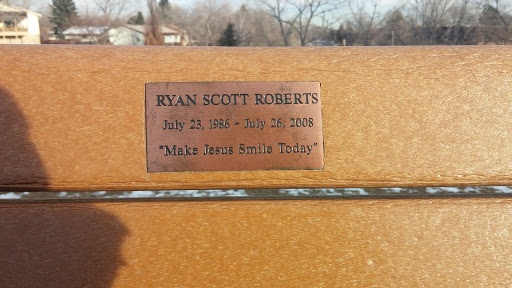 RYAN SCOTT ROBERTS
July 23, 1986 - July 26, 2008
"Make Jesus Smile Today"